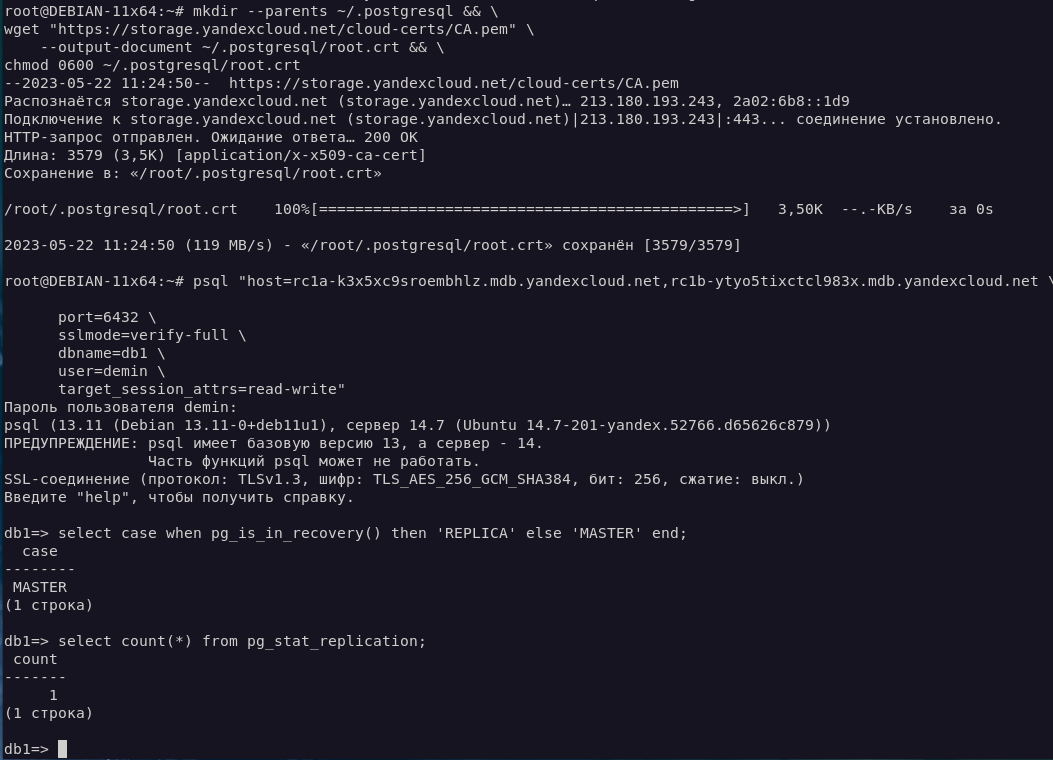 root@DEBIAN-11x64:~# mkdir --parents ~/.postgresql && \
wget "https://storage.yandexcloud.net/cloud-certs/CA.pem" \
    --output-document ~/.postgresql/root.crt && \
chmod 0600 ~/.postgresql/root.crt
--2023-05-22 11:24:50--  https://storage.yandexcloud.net/cloud-certs/CA.pem
Распознаётся storage.yandexcloud.net (storage.yandexcloud.net)… 213.180.193.243, 2a02:6b8::1d9
Подключение к storage.yandexcloud.net (storage.yandexcloud.net)|213.180.193.243|:443... соединение установлено.
HTTP-запрос отправлен. Ожидание ответа… 200 OK
Длина: 3579 (3,5K) [application/x-x509-ca-cert]
Сохранение в: «/root/.postgresql/root.crt»
/root/.postgresql/root.crt    100%[==============================================>]   3,50K  --.-KB/s    за 0s
2023-05-22 11:24:50 (119 MB/s) - «/root/.postgresql/root.crt» сохранён [3579/3579]
root@DEBIAN-11x64:~# psql "host=rc1a-k3x5xc9sroembhlz.mdb.yandexcloud.net,rc1b-ytyo5tixctcl983x.mdb.yandexcloud.net \
      port=6432 \
      sslmode=verify-full \
      dbname=db1 \
      user=demin \
      target_session_attrs=read-write"
Пароль пользователя demin:
psql (13.11 (Debian 13.11-0+deb11u1), сервер 14.7 (Ubuntu 14.7-201-yandex.52766.d65626c879))
ПРЕДУПРЕЖДЕНИЕ: psql имеет базовую версию 13, а сервер - 14.
                Часть функций psql может не работать.
SSL-соединение (протокол: TLSv1.3, шифр: TLS_AES_256_GCM_SHA384, бит: 256, сжатие: выкл.)
Введите "help", чтобы получить справку.
db1=> select case when pg_is_in_recovery() then 'REPLICA' else 'MASTER' end;
  case
--------
 MASTER
(1 строка)
db1=> select count(*) from pg_stat_replication;
 count
-------
     1
(1 строка)
db1=>